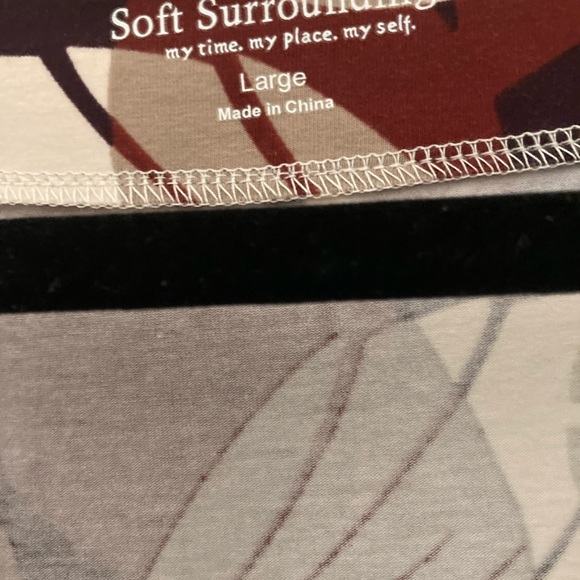 Soft Surroundings
my time. my place. my self.
Large
Made in China